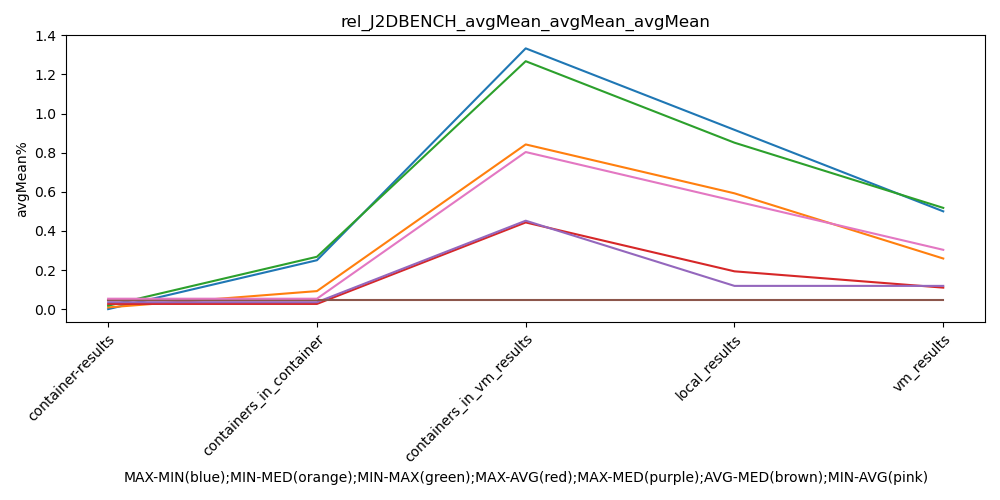 rel_J2DBENCH_avgMean_avgMean_avgMean
1.4
1.2
1.0
0.8
0.6
0.4
0.2
0.0
avgMean%
container-results
containers_in_container
containers_in_vm_results
local_results
vm_results
MAX-MIN(blue);MIN-MED(orange);MIN-MAX(green);MAX-AVG(red);MAX-MED(purple);AVG-MED(brown);MIN-AVG(pink)